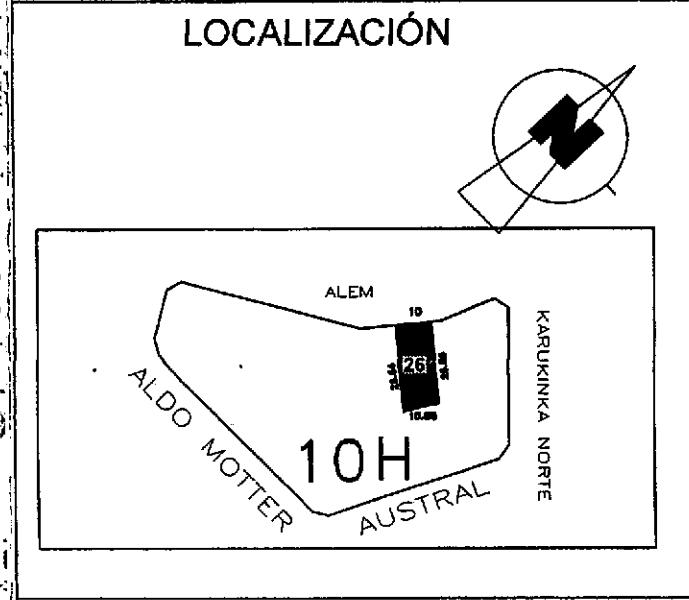 LOCALIZACIÓN
N
ALEM
10
26
KARUKINKA NORTE
ALDO MOTTER
10H
AUSTRAL